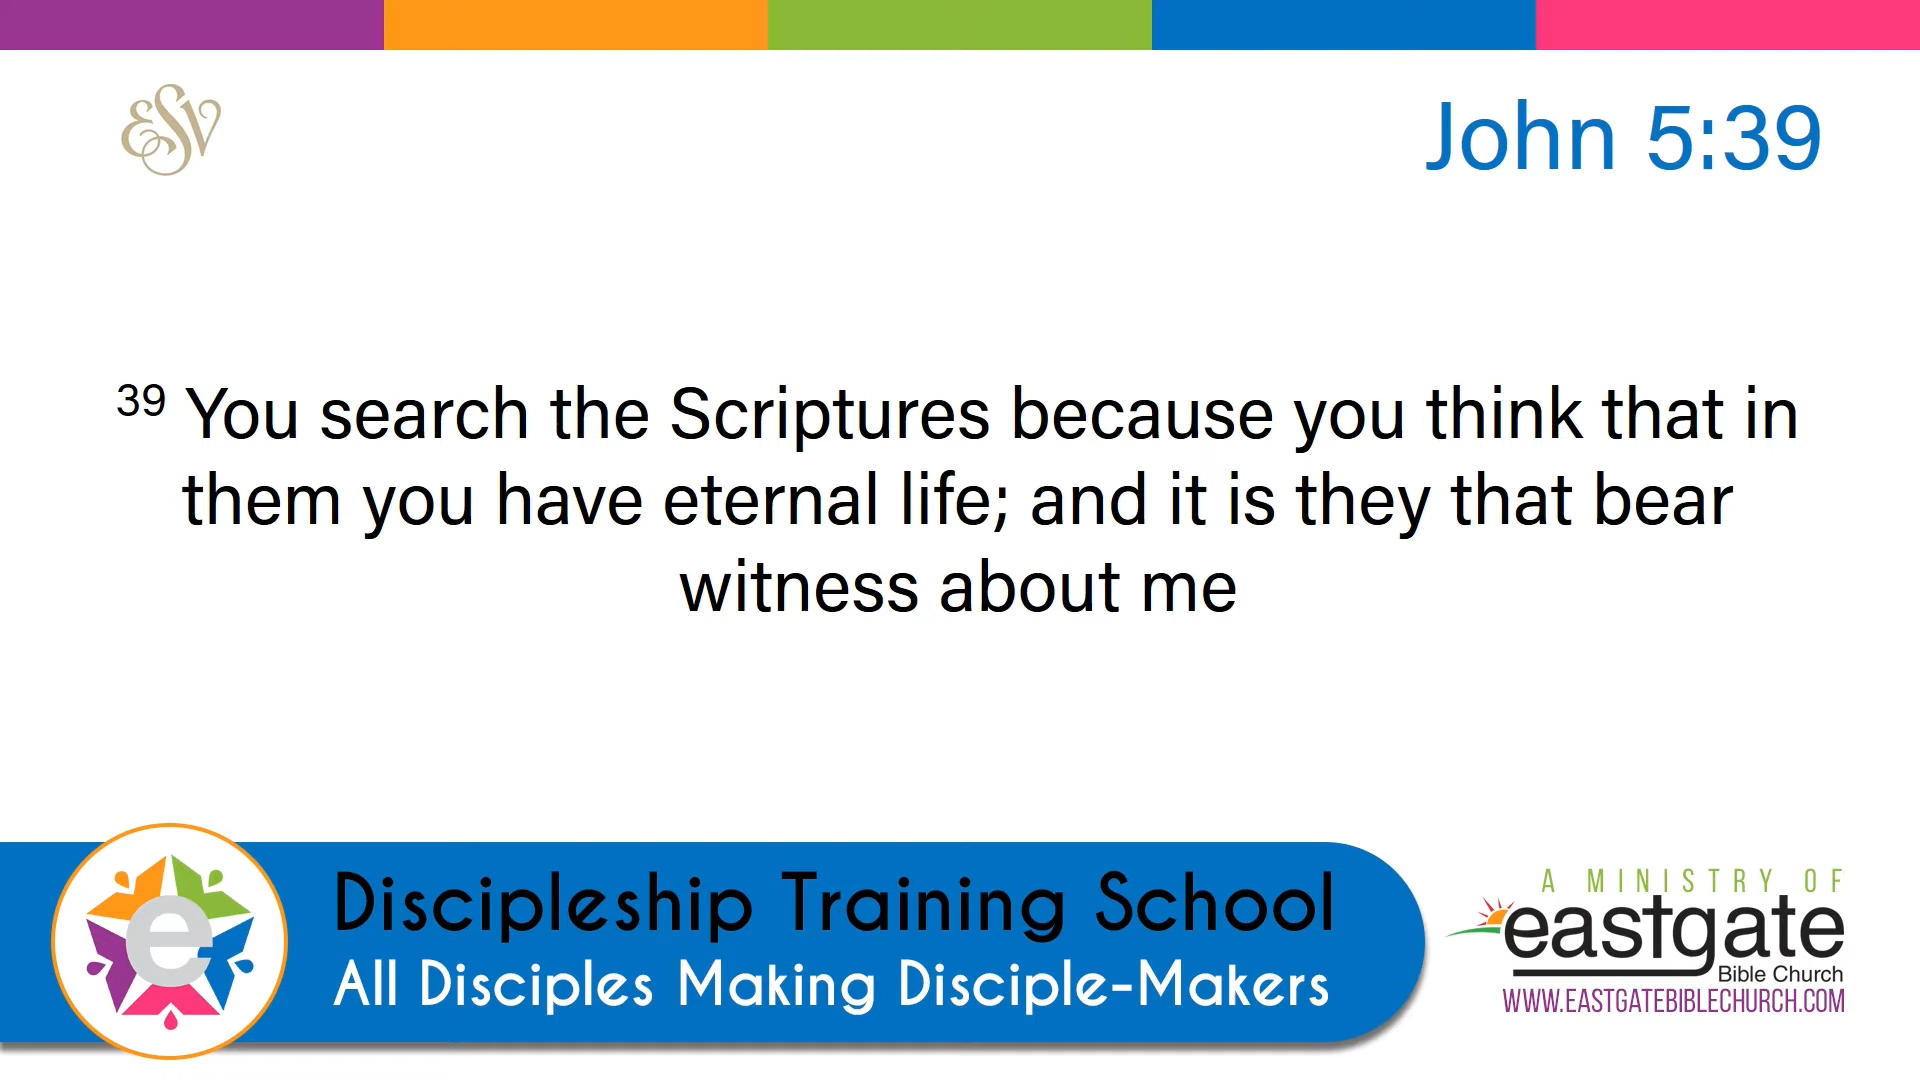 ESV
John 5:39
39 You search the Scriptures because you think that in
them you have eternal life; and it is they that bear
witness about me
e
Discipleship Training School
All Disciples Making Disciple-Makers
A MINISTRY OF
eastgate
Bible Church
WWW.EASTGATEBIBLECHURCH.COM